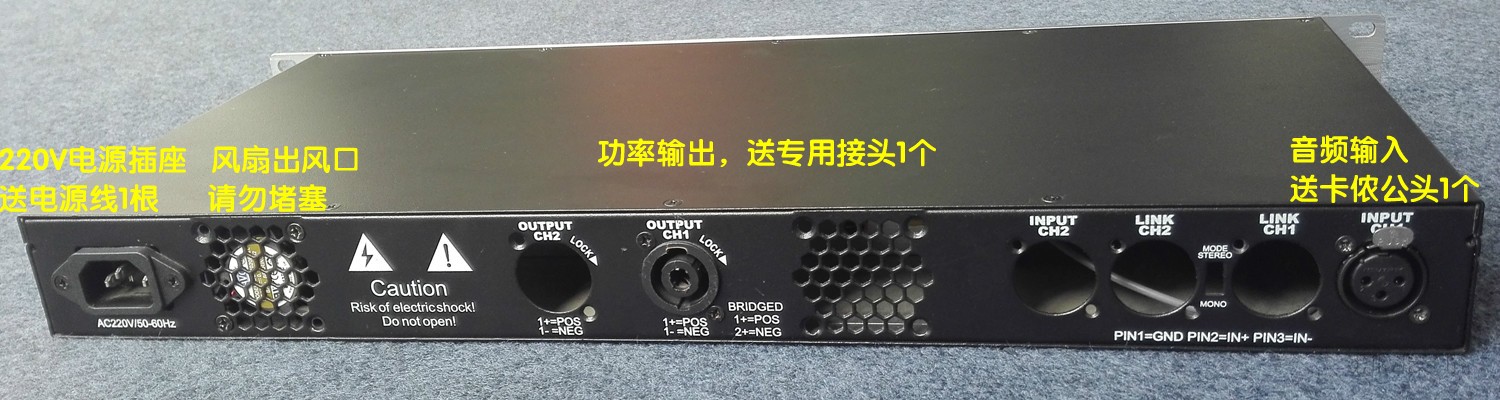 220V电源插座
送电源线1根
风扇出风口
请勿堵塞
功率输出，送专用接头1个
音频输入
送卡侬公头1个
AC220V/50-60Hz
Caution
Risk of electric shock!
Do not open!
OUTPUT
CH2
LOCK
1+=POS
1-=NEG
OUTPUT
CH1
LOCK
1+=POS
1-=NEG
BRIDGED
1+=POS
2+=NEG
INPUT
CH2
LINK
CH2
MODE
STEREO
MONO
LINK
CH1
INPUT
CH1
PIN1=GND PIN2=IN+ PIN3=IN-